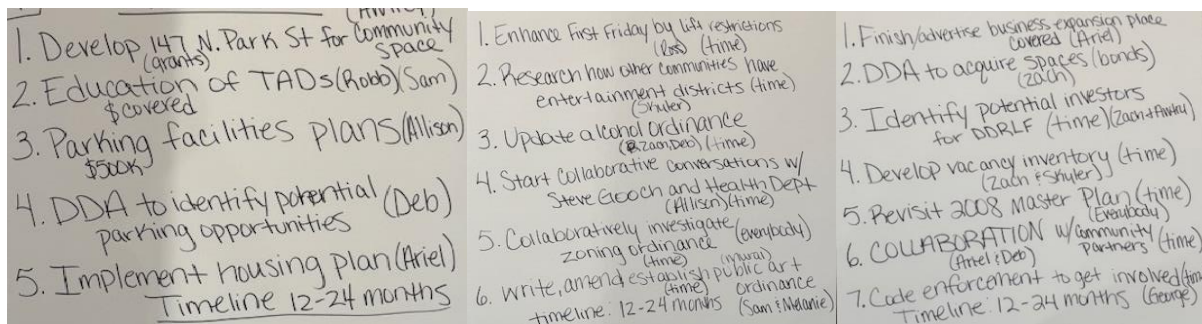 1. Develop 147 N. Park St for Community
(grants) space
2. Education of TADs (Robb) (Sam)
$ covered
3. Parking facilities plans (Allison)
$500K
4. DDA to identify potential (Deb)
parking opportunities
5. Implement housing plan (Ariel)
Timeline 12-24 months
1. Enhance First Friday by lift restrictions
(time)
2. Research how other communities have
entertainment districts (time)
(Skyler)
3. Update alcohol ordinance
Deb) (time)
4. Start Collaborative Conversations w/
Steve Gooch and Health Dept
(Allison) (time)
5. Collaboratively investigate (everybody)
zoning ordinance
(time) (mural)
6. Write, amend, establish public art
(time) ordinance
timeline: 12-24 months (Sam & Melanie)
1. Finish/advertise business expansion place
covered (Ariel)
2. DDA to acquire spaces (bonds)
(Zach)
3. Identify potential investors
for DDRLF (time) (Zach +
4. Develop vacancy inventory (time)
(Zach & Skyler)
5. Revisit 2008 Master Plan (time)
(Everybody)
6. COLLABORATION w/ Community
(Ariel & Deb) partners (time)
7. Code enforcement to get involved (time
Timeline: 12-24 months (George)